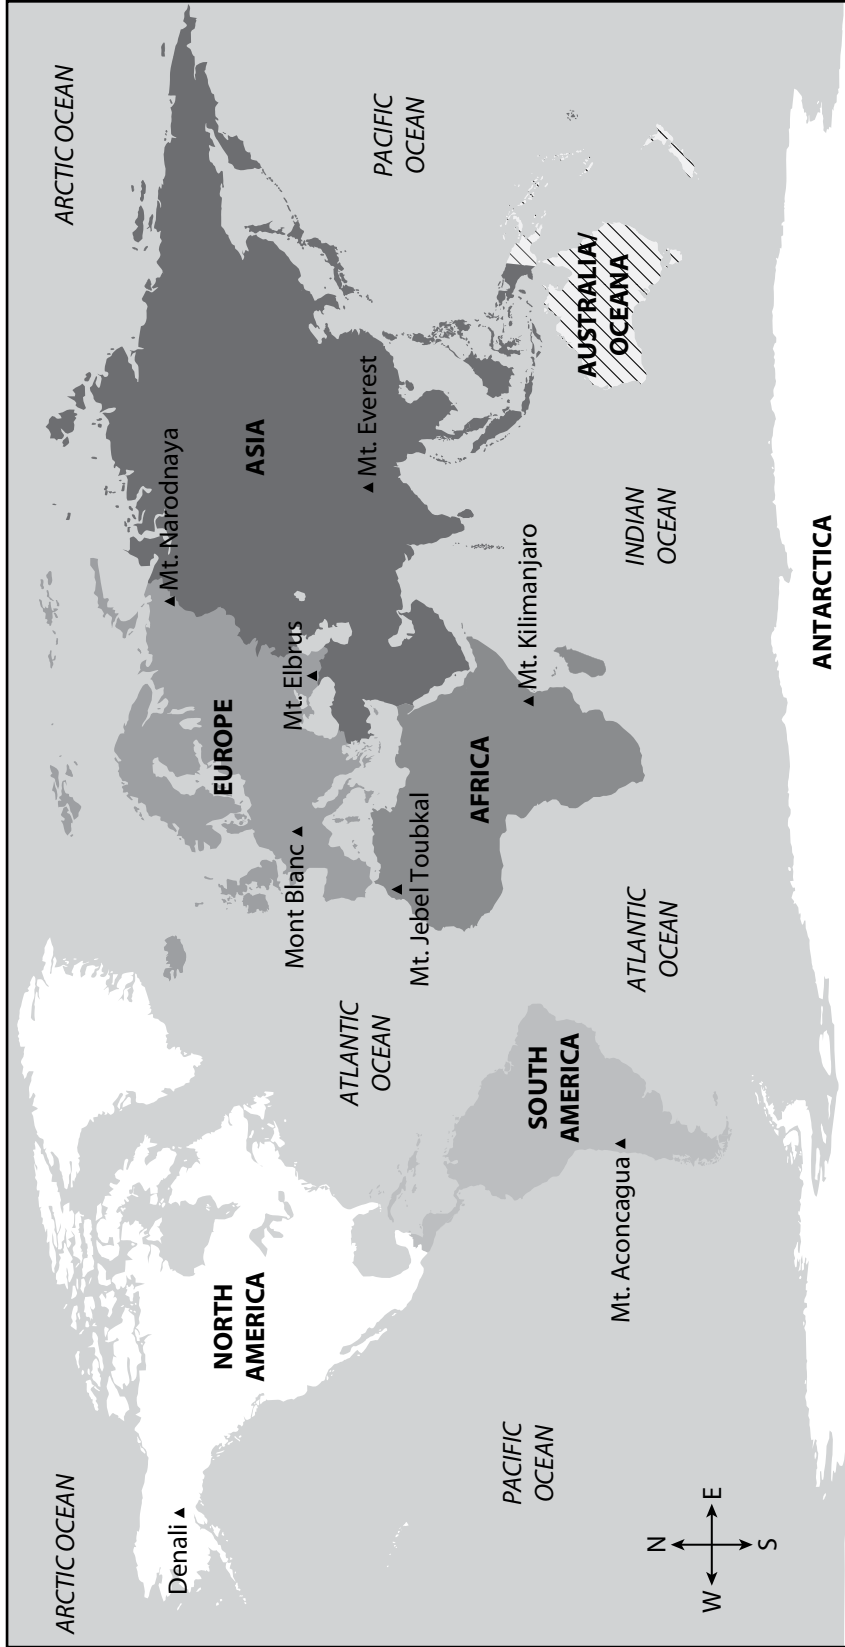 ARCTIC OCEAN
ARCTIC OCEAN
Denali
NORTH
AMERICA
EUROPE
Mt. Narodnaya
ASIA
Mont Blanc
Mt. Elbrus
Mt. Everest
PACIFIC
OCEAN
ATLANTIC
OCEAN
Mt. Jebel Toubkal
AFRICA
Mt. Kilimanjaro
PACIFIC
OCEAN
SOUTH
AMERICA
AUSTRALIA/
OCEANA
Mt. Aconcagua
ATLANTIC
OCEAN
INDIAN
OCEAN
N
W
E
S
ANTARCTICA